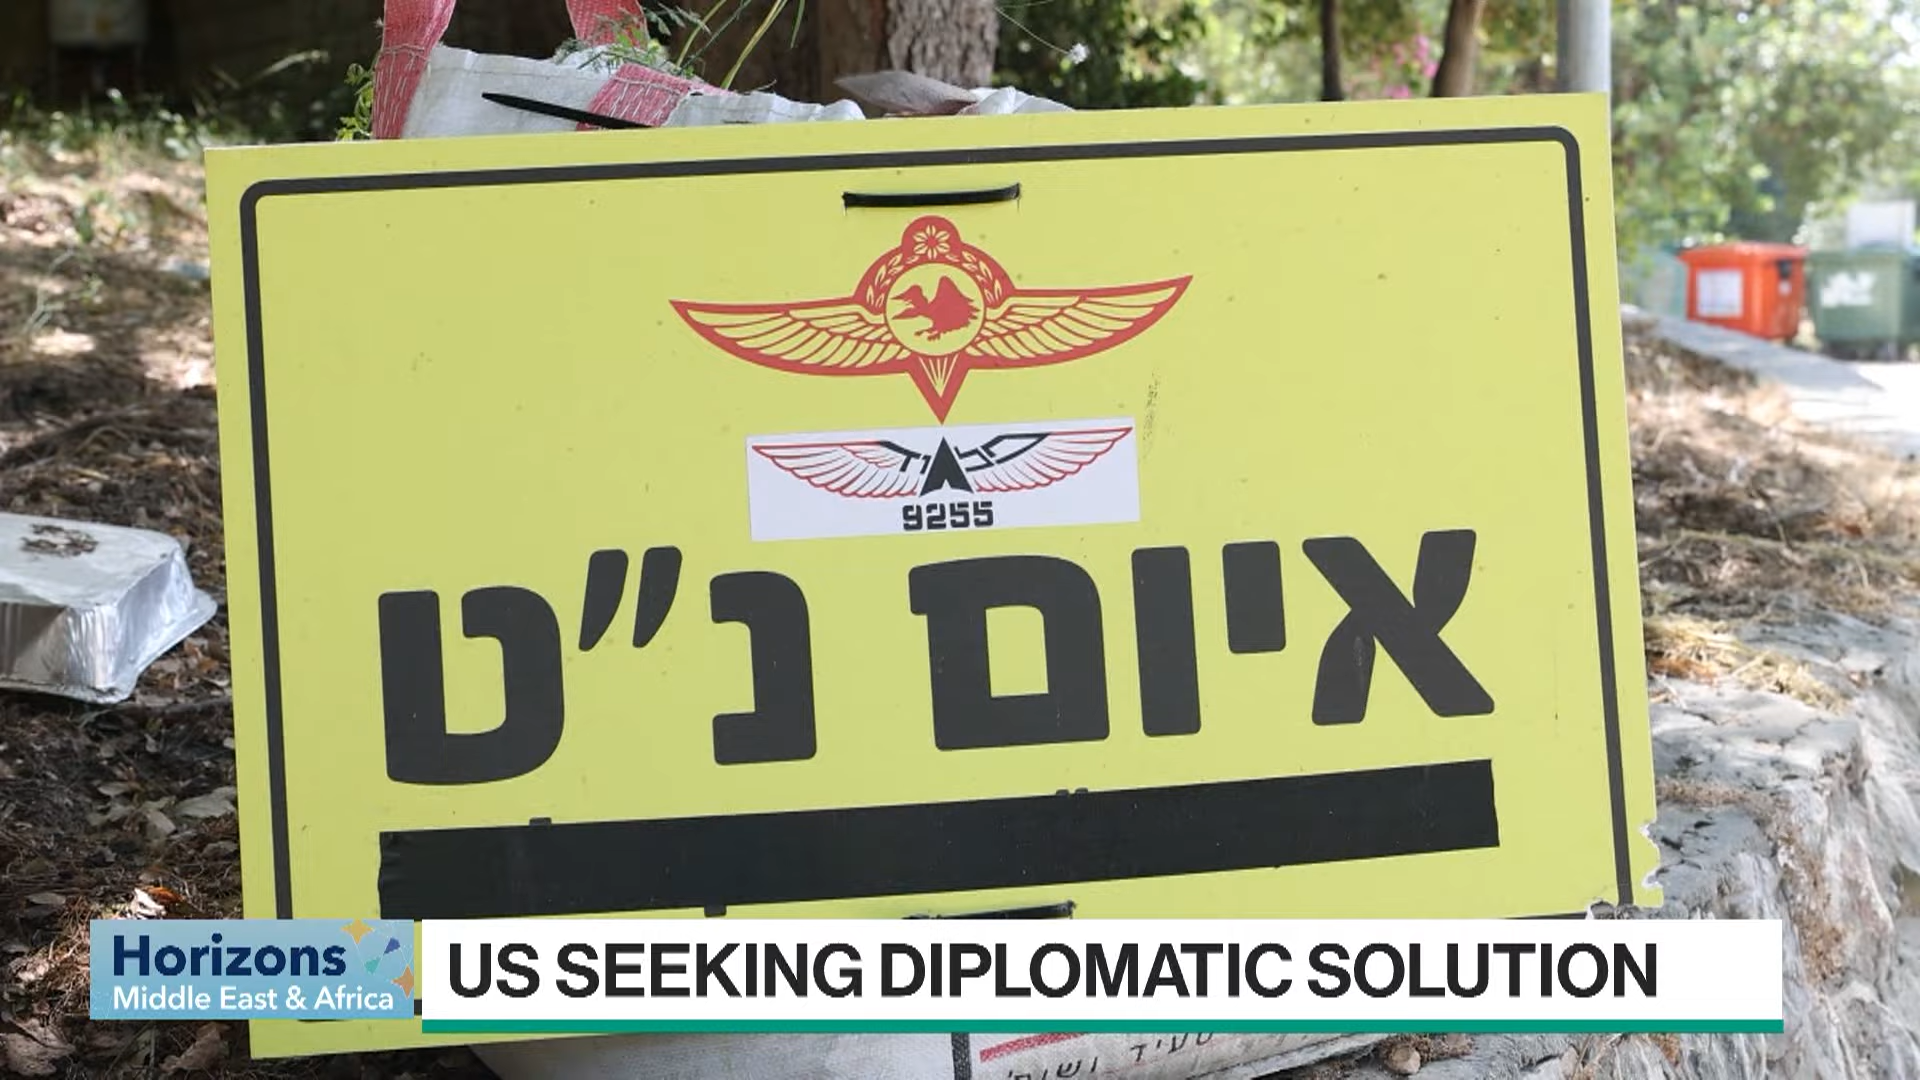 9255
איום נ״ט
Horizons
Middle East & Africa
US SEEKING DIPLOMATIC SOLUTION